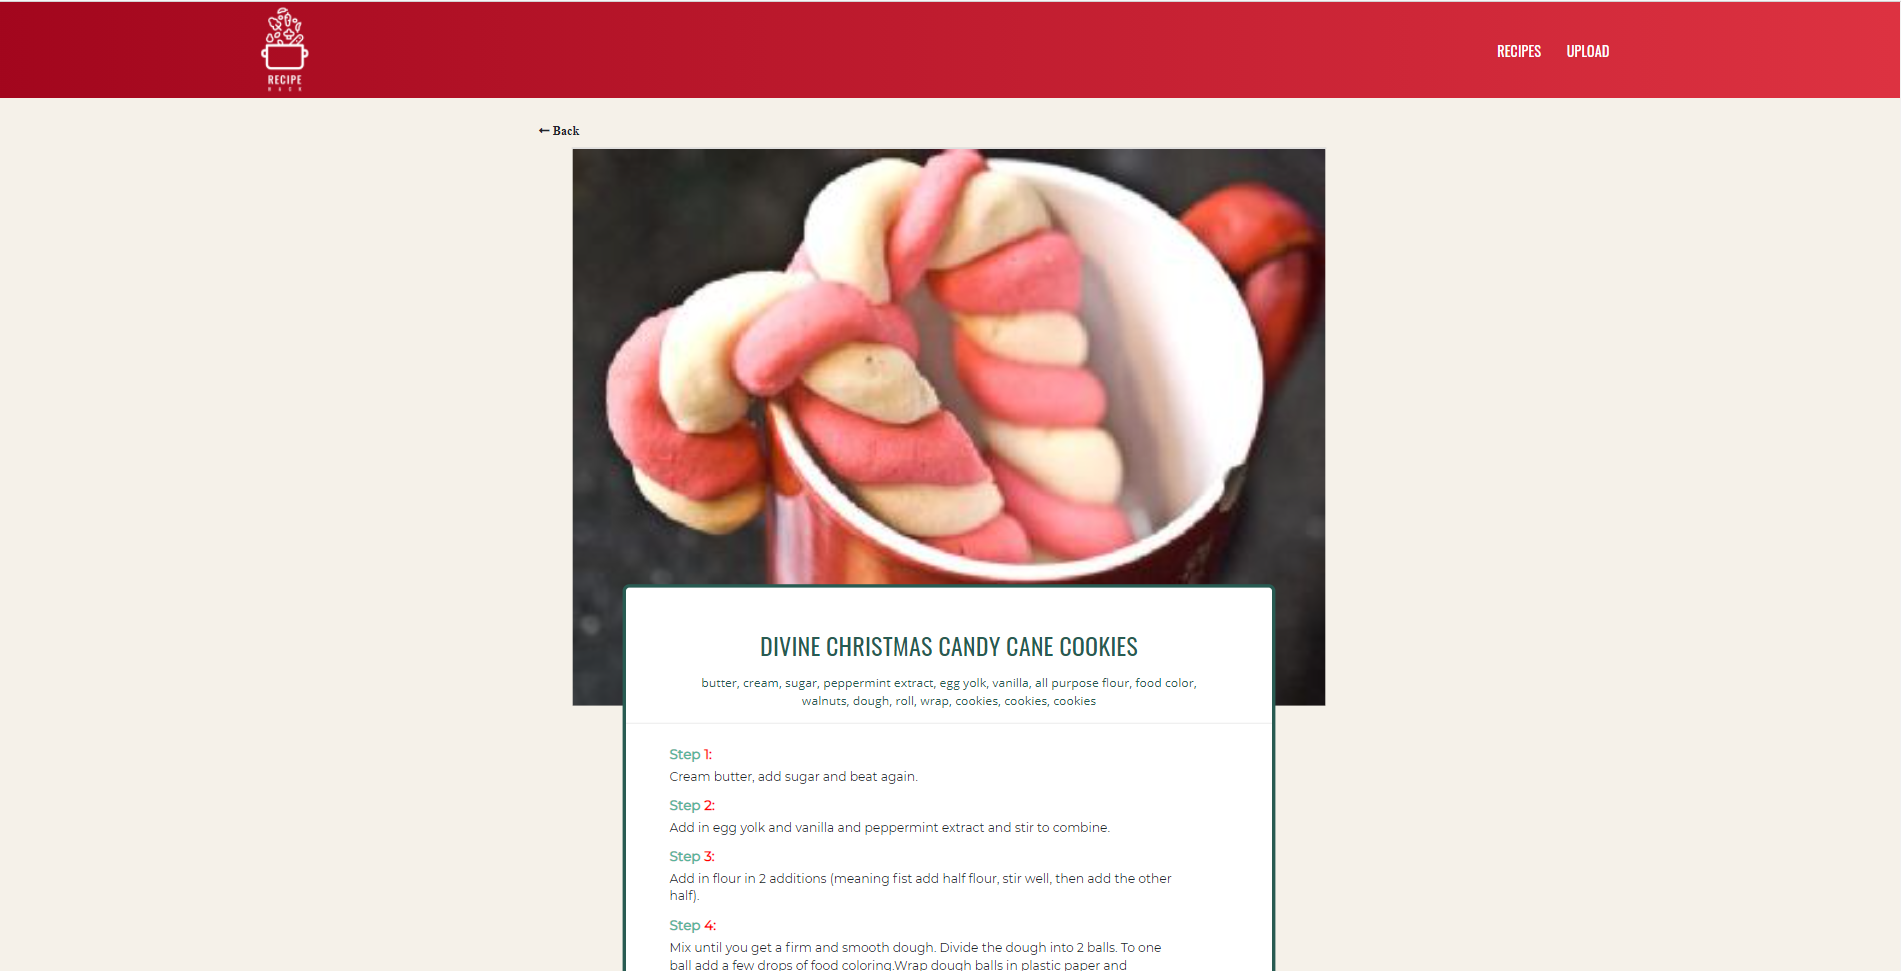 RECIPE
HACK
RECIPES UPLOAD
← Back
DIVINE CHRISTMAS CANDY CANE COOKIES
butter, cream, sugar, peppermint extract, egg yolk, vanilla, all purpose flour, food color,
walnuts, dough, roll, wrap, cookies, cookies, cookies
Step 1:
Cream butter, add sugar and beat again.
Step 2:
Add in egg yolk and vanilla and peppermint extract and stir to combine.
Step 3:
Add in flour in 2 additions (meaning fist add half flour, stir well, then add the other
half).
Step 4:
Mix until you get a firm and smooth dough. Divide the dough into 2 balls. To one
ball add a few drops of food coloring.Wrap dough balls in plastic paper and